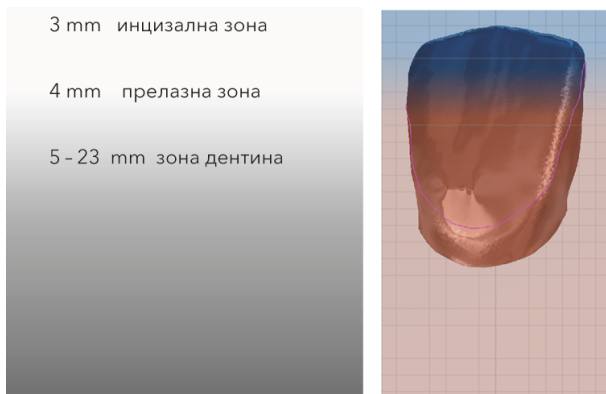 3 mm инцизална зона
4 mm прелазна зона
5 – 23 mm зона дентина